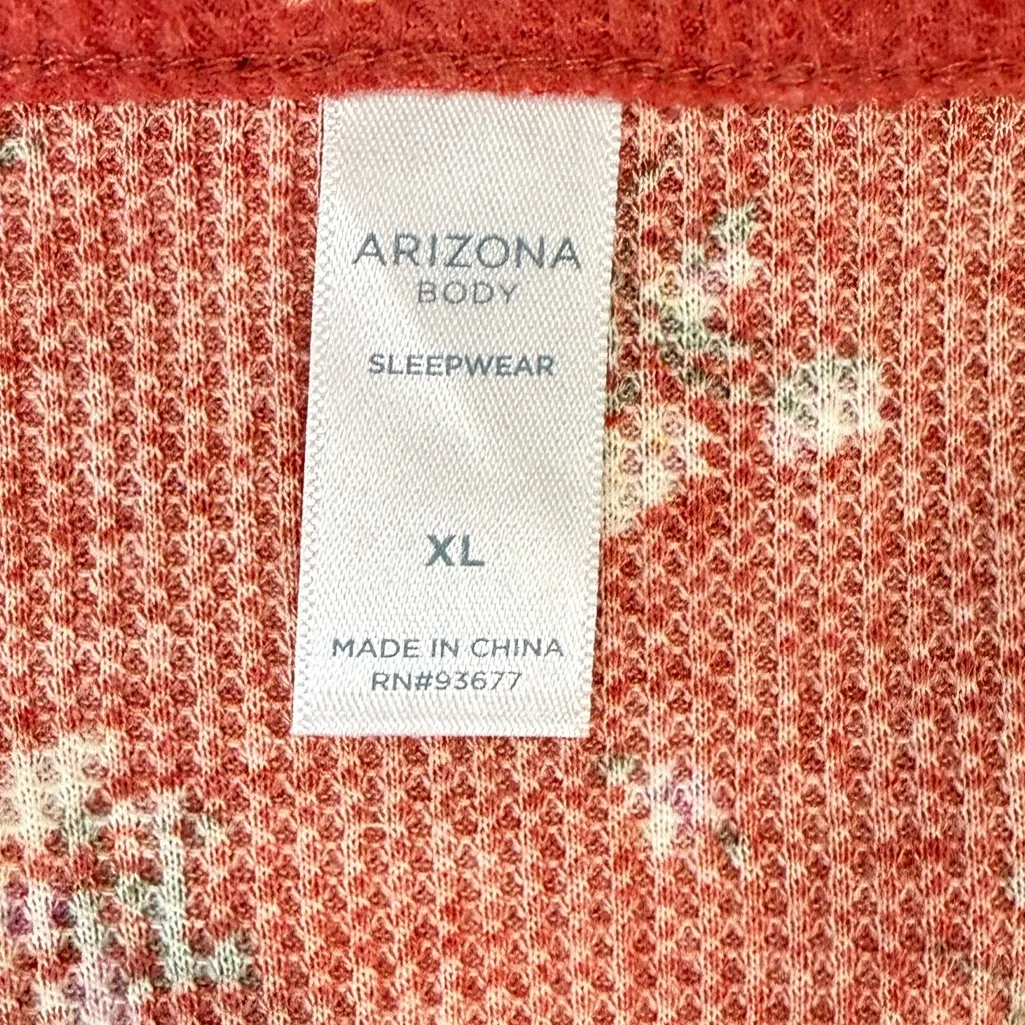 ARIZONA
BODY
SLEEPWEAR
XL
MADE IN CHINA
RN#93677